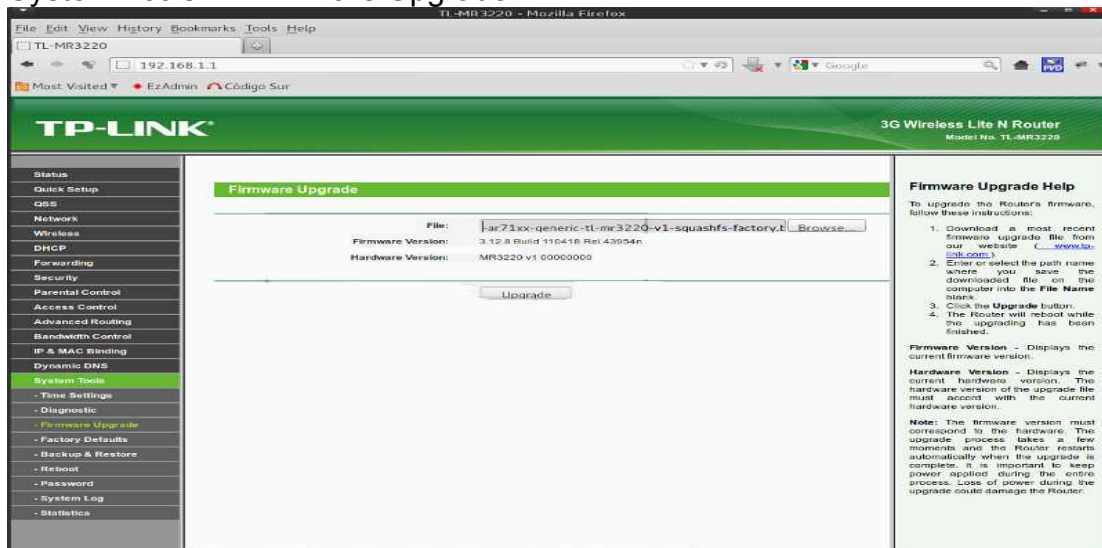 TL-MR3220 - Mozilla Firefox
File Edit View History Bookmarks Tools Help
TL-MR3220
192.168.1.1
Google
Most Visited EzAdmin Código Sur
TP-LINK
3G Wireless Lite N Router
Model No. TL-MR3220
Status
Quick Setup
QSS
Network
Wireless
DHCP
Forwarding
Security
Parental Control
Access Control
Advanced Routing
Bandwidth Control
IP & MAC Binding
Dynamic DNS
System Tools
- Time Settings
- Diagnostic
- Firmware Upgrade
- Factory Defaults
- Backup & Restore
- Reboot
- Password
- System Log
- Statistics
Firmware Upgrade
File: -ar71xx-generic-tl-mr3220-v1-squashfs-factory.b Browse...
Firmware Version: 3.12.8 Build 110418 Rel.43954n
Hardware Version: MR3220 v1 00000000
Upgrade
Firmware Upgrade Help
To upgrade the Router's firmware,
follow these instructions:
1. Download a most recent
firmware upgrade file from
our website (www.tp-
link.com).
2. Enter or select the path name
where you save the
downloaded file on the
computer into the File Name
blank.
3. Click the Upgrade button.
4. The Router will reboot while
the upgrading has been
finished.
Firmware Version - Displays the
current firmware version.
Hardware Version - Displays the
current hardware version. The
hardware version of the upgrade file
must accord with the current
hardware version.
Note: The firmware version must
correspond to the hardware. The
upgrade process takes a few
moments and the Router restarts
automatically when the upgrade is
complete. It is important to keep
power applied during the entire
process. Loss of power during the
upgrade could damage the Router.